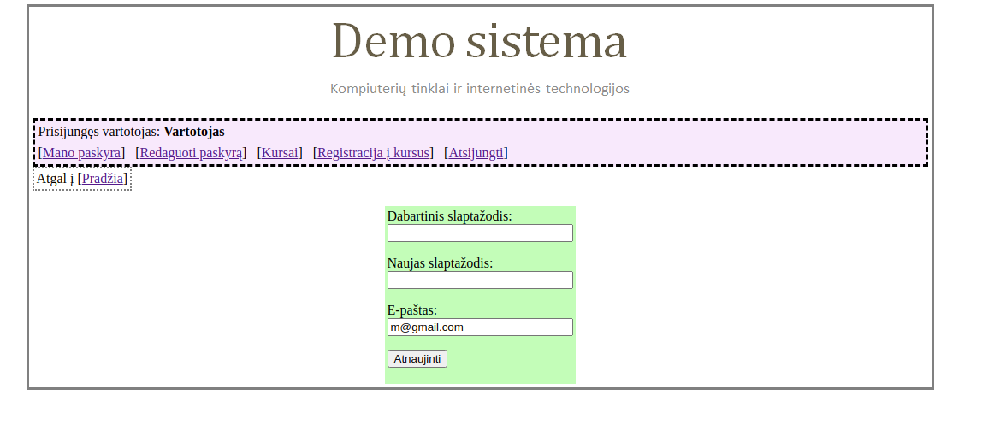 Demo sistema
Kompiuterių tinklai ir internetinės technologijos
Prisijungęs vartotojas: Vartotojas
[Mano paskyra] [Redaguoti paskyrą] [Kursai] [Registracija į kursus] [Atsijungti]
Atgal į [Pradžia]
Dabartinis slaptažodis:
Naujas slaptažodis:
E-paštas:
m@gmail.com
Atnaujinti